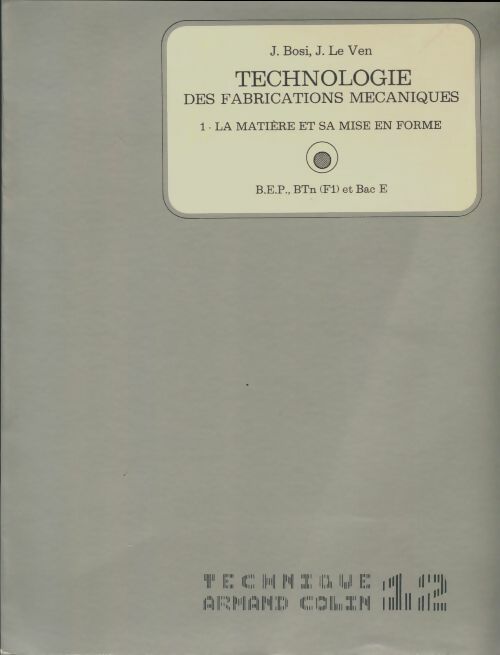 J. Bosi, J. Le Ven
TECHNOLOGIE
DES FABRICATIONS MECANIQUES
1 · LA MATIÈRE ET SA MISE EN FORME
B.E.P., BTn (F1) et Bac E
TECHNIQUE
ARMAND COLIN 12